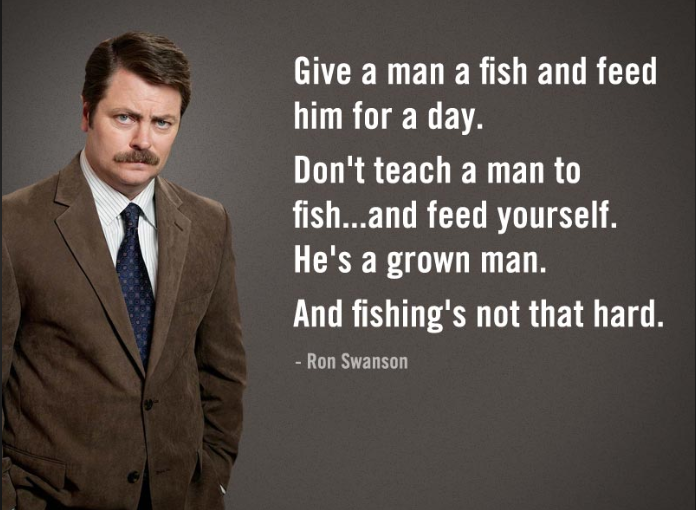 Give a man a fish and feed
him for a day.
Don't teach a man to
fish...and feed yourself.
He's a grown man.
And fishing's not that hard.
- Ron Swanson